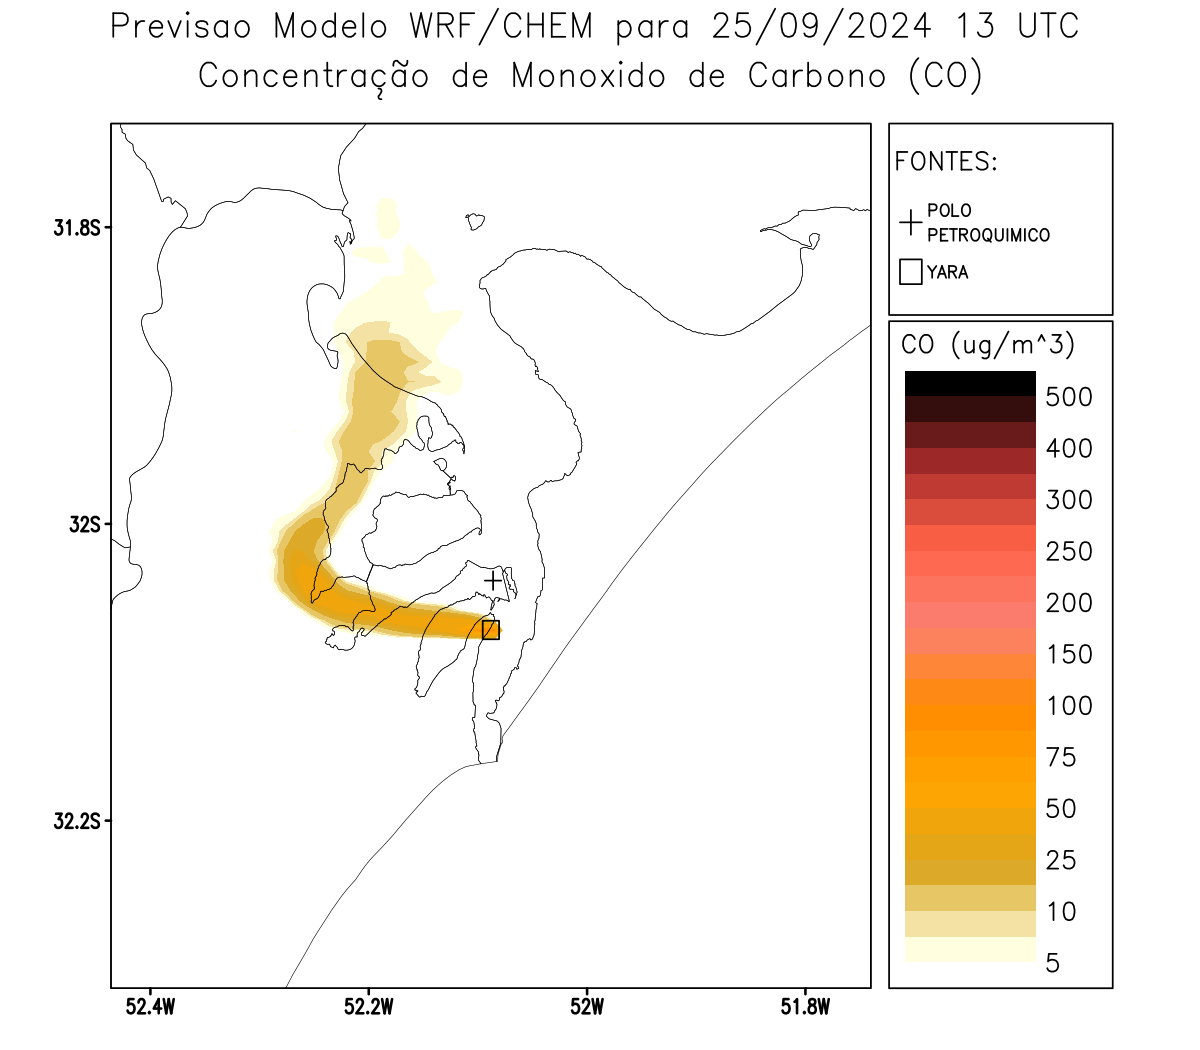 Previsao Modelo WRF/CHEM para 25/09/2024 13 UTC
Concentração de Monoxido de Carbono (CO)
FONTES:
POLO
PETROQUIMICO
YARA
31.8S
32S
32.2S
52.4W
52.2W
52W
51.8W
CO (ug/m^3)
500
400
300
250
200
150
100
75
50
25
10
5